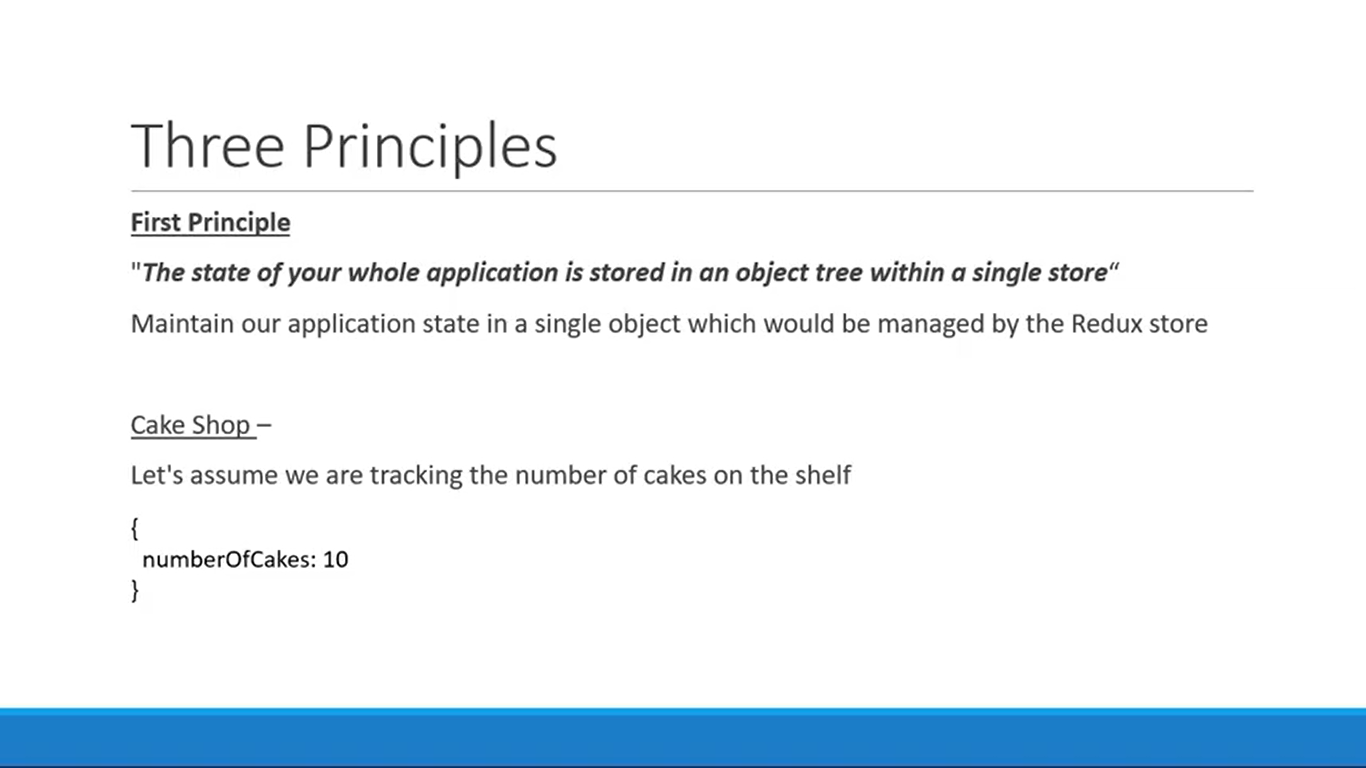 Three Principles
First Principle
"The state of your whole application is stored in an object tree within a single store“
Maintain our application state in a single object which would be managed by the Redux store
Cake Shop –
Let's assume we are tracking the number of cakes on the shelf
{
numberOfCakes: 10
}